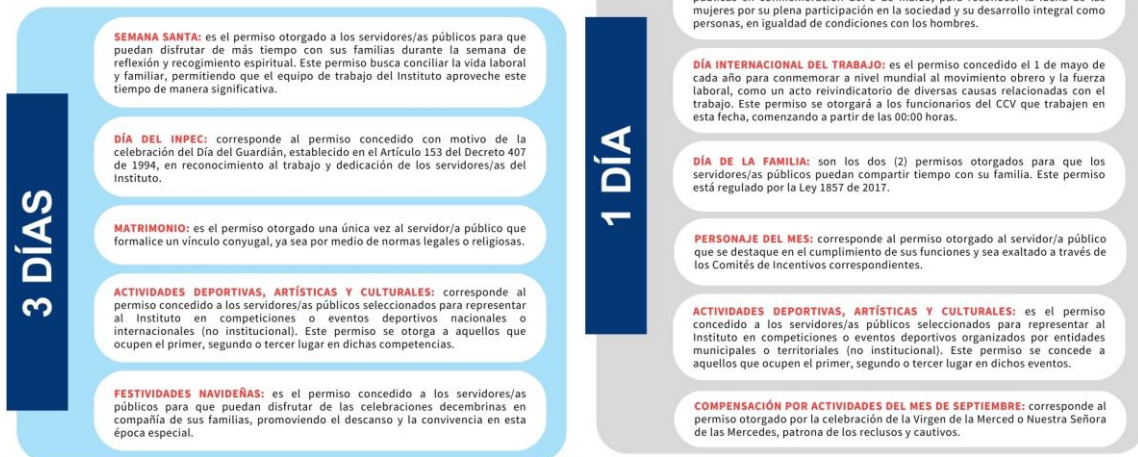 3 DÍAS
SEMANA SANTA: es el permiso otorgado a los servidores/as públicos para que
puedan disfrutar de más tiempo con sus familias durante la semana de
reflexión y recogimiento espiritual. Este permiso busca conciliar la vida laboral
y familiar, permitiendo que el equipo de trabajo del Instituto aproveche este
tiempo de manera significativa.
DÍA DEL INPEC: corresponde al permiso concedido con motivo de la
celebración del Día del Guardián, establecido en el Artículo 153 del Decreto 407
de 1994, en reconocimiento al trabajo y dedicación de los servidores/as del
Instituto.
MATRIMONIO: es el permiso otorgado una única vez al servidor/a público que
formalice un vínculo conyugal, ya sea por medio de normas legales o religiosas.
ACTIVIDADES DEPORTIVAS, ARTÍSTICAS Y CULTURALES: corresponde al
permiso concedido a los servidores/as públicos seleccionados para representar
al Instituto en competiciones o eventos deportivos nacionales o
internacionales (no institucional). Este permiso se otorga a aquellos que
ocupen el primer, segundo o tercer lugar en dichas competencias.
FESTIVIDADES NAVIDEÑAS: es el permiso concedido a los servidores/as
públicos para que puedan disfrutar de las celebraciones decembrinas en
compañía de sus familias, promoviendo el descanso y la convivencia en esta
época especial.
1 DÍA
mujeres por su plena participación en la sociedad y su desarrollo integral como
personas, en igualdad de condiciones con los hombres.
DÍA INTERNACIONAL DEL TRABAJO: es el permiso concedido el 1 de mayo de
cada año para conmemorar a nivel mundial al movimiento obrero y la fuerza
laboral, como un acto reivindicatorio de diversas causas relacionadas con el
trabajo. Este permiso se otorgará a los funcionarios del CCV que trabajen en
esta fecha, comenzando a partir de las 00:00 horas.
DÍA DE LA FAMILIA: son los dos (2) permisos otorgados para que los
servidores/as públicos puedan compartir tiempo con su familia. Este permiso
está regulado por la Ley 1857 de 2017.
PERSONAJE DEL MES: corresponde al permiso otorgado al servidor/a público
que se destaque en el cumplimiento de sus funciones y sea exaltado a través de
los Comités de Incentivos correspondientes.
ACTIVIDADES DEPORTIVAS, ARTÍSTICAS Y CULTURALES: es el permiso
concedido a los servidores/as públicos seleccionados para representar al
Instituto en competiciones o eventos deportivos organizados por entidades
municipales o territoriales (no institucional). Este permiso se concede a
aquellos que ocupen el primer, segundo o tercer lugar en dichos eventos.
COMPENSACIÓN POR ACTIVIDADES DEL MES DE SEPTIEMBRE: corresponde al
permiso otorgado por la celebración de la Virgen de la Merced o Nuestra Señora
de las Mercedes, patrona de los reclusos y cautivos.